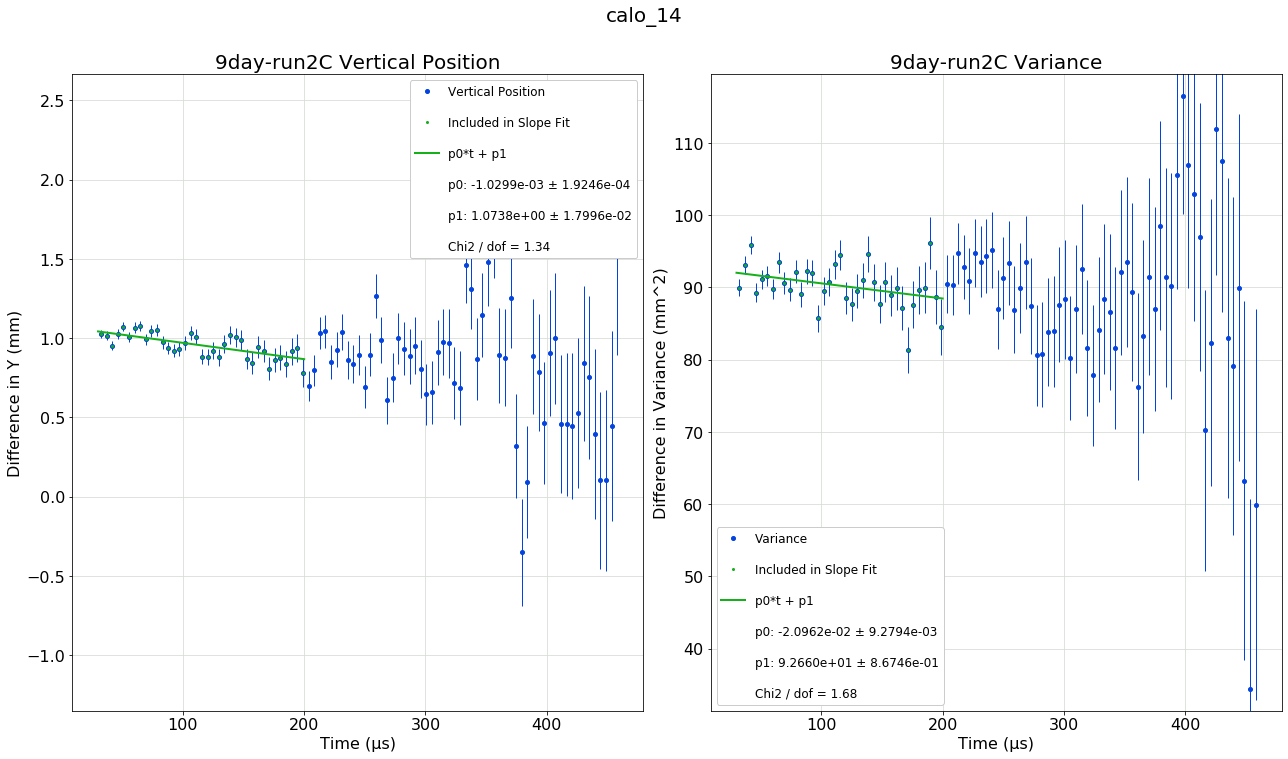 calo_14
9day-run2C Vertical Position
Difference in Y (mm)
2.5
2.0
1.5
1.0
0.5
0.0
−0.5
−1.0
Vertical Position
Included in Slope Fit
p0*t + p1
p0: -1.0299e-03 ± 1.9246e-04
p1: 1.0738e+00 ± 1.7996e-02
Chi2 / dof = 1.34
100 200 300 400
Time (μs)
9day-run2C Variance
Difference in Variance (mm^2)
110
100
90
80
70
60
50
40
Variance
Included in Slope Fit
p0*t + p1
p0: -2.0962e-02 ± 9.2794e-03
p1: 9.2660e+01 ± 8.6746e-01
Chi2 / dof = 1.68
100 200 300 400
Time (μs)